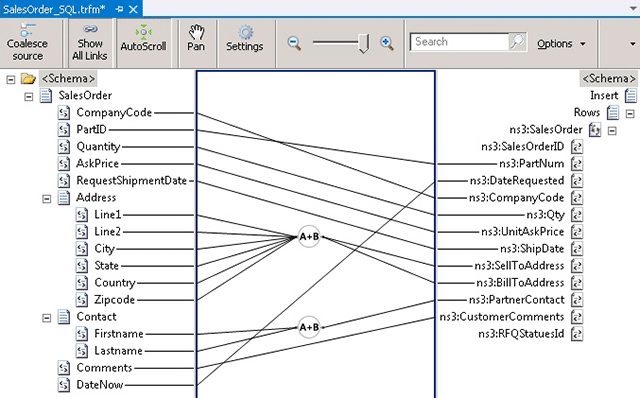 SalesOrder_SQL.trfm*
Coalesce source
Show All Links
AutoScroll
Pan
Settings
Search
Options
<Schema>
SalesOrder
CompanyCode
PartID
Quantity
AskPrice
RequestShipmentDate
Address
Line1
Line2
City
State
Country
Zipcode
Contact
Firstname
Lastname
Comments
DateNow
A+B
A+B
<Schema>
Insert
Rows
ns3:SalesOrder
ns3:SalesOrderID
ns3:PartNum
ns3:DateRequested
ns3:CompanyCode
ns3:Qty
ns3:UnitAskPrice
ns3:ShipDate
ns3:SellToAddress
ns3:BillToAddress
ns3:PartnerContact
ns3:CustomerComments
ns3:RFQStatuesId